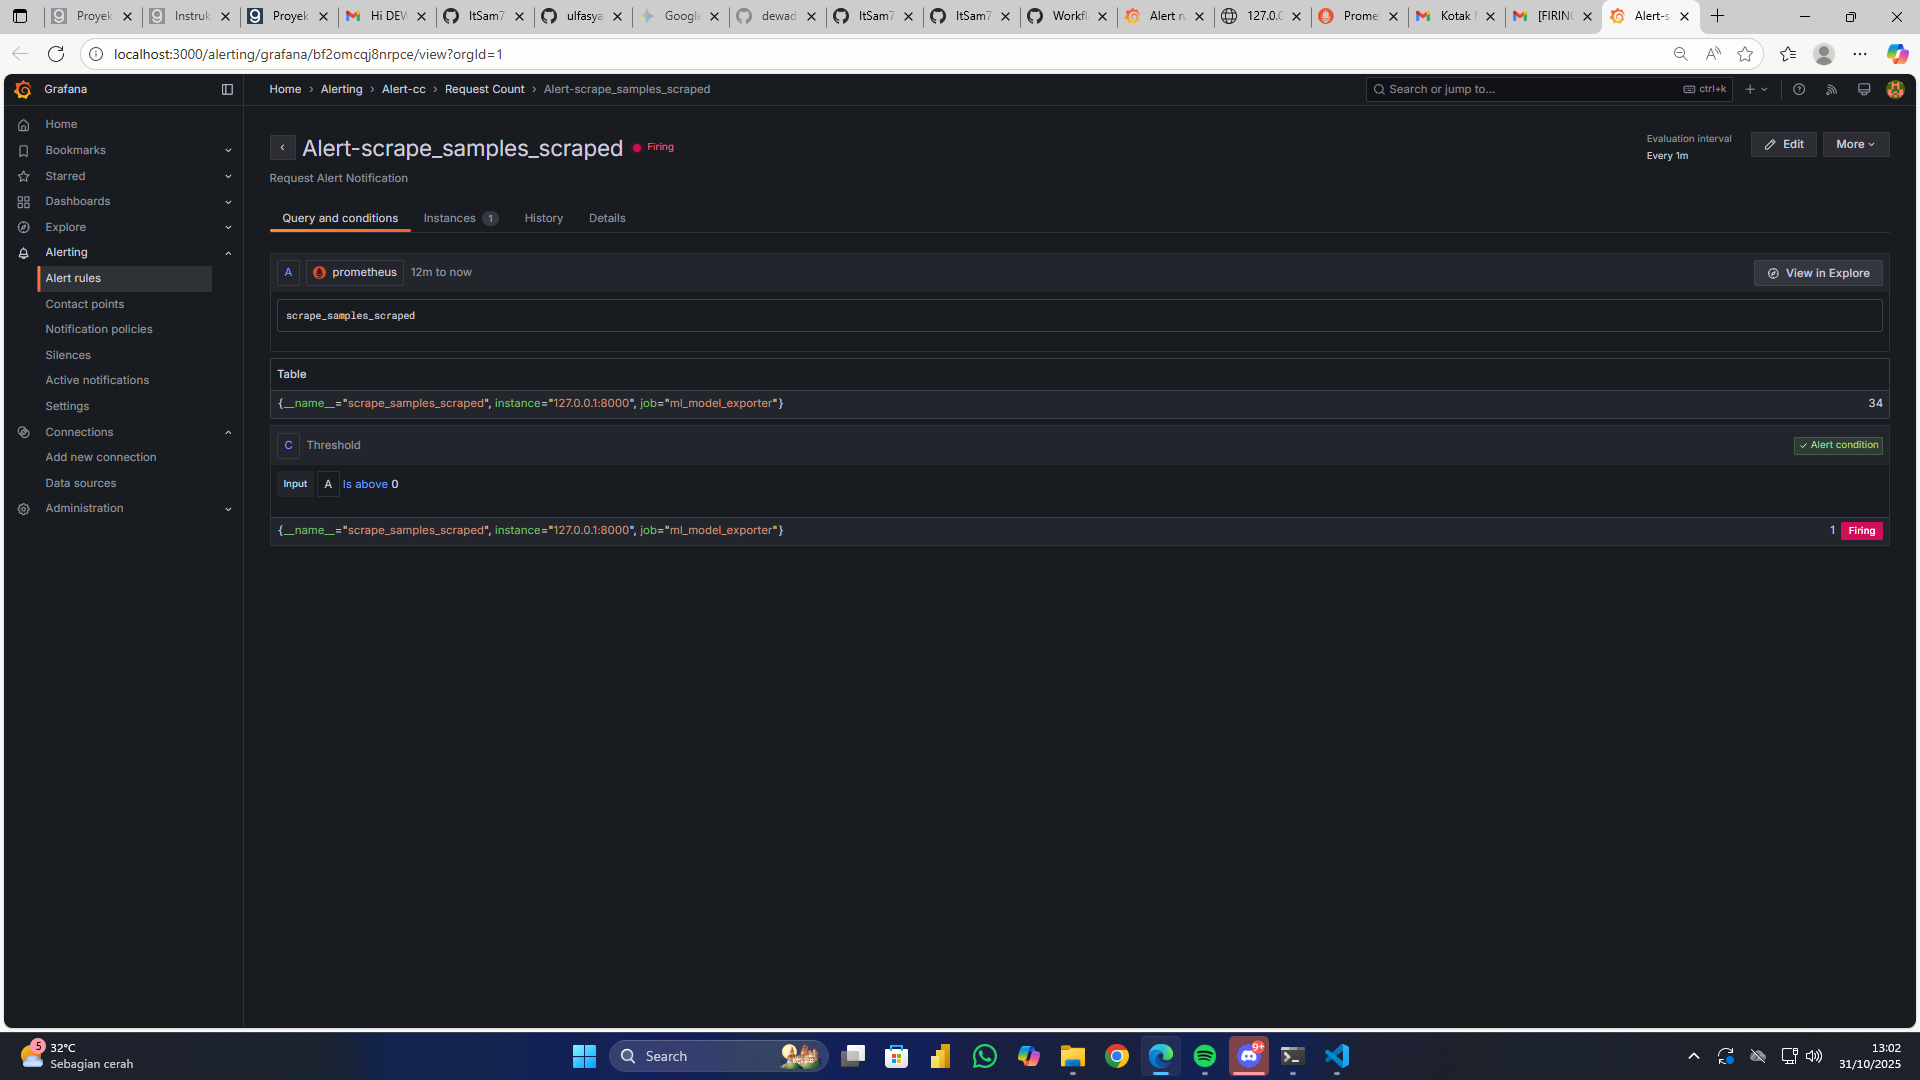 Proyek
Instruk
Proyek
Hi DEW
ItSam7
ulfasya
Google
dewad
ItSam7
ItSam7
Workfl
Alert ru
127.0.0
Prome
Kotak
[FIRING
Alert-s
localhost:3000/alerting/grafana/bf2omcqj8nrpce/view?orgId=1
Grafana
Home › Alerting › Alert-cc › Request Count › Alert-scrape_samples_scraped
Search or jump to...
ctrl+k
Home
Bookmarks
Starred
Dashboards
Explore
Alerting
Alert rules
Contact points
Notification policies
Silences
Active notifications
Settings
Connections
Add new connection
Data sources
Administration
Alert-scrape_samples_scraped
Firing
Request Alert Notification
Evaluation interval
Every 1m
Edit
More
Query and conditions
Instances 1
History
Details
A prometheus 12m to now
View in Explore
scrape_samples_scraped
Table
{__name__="scrape_samples_scraped", instance="127.0.0.1:8000", job="ml_model_exporter"} 34
C Threshold
Alert condition
Input A Is above 0
{__name__="scrape_samples_scraped", instance="127.0.0.1:8000", job="ml_model_exporter"} 1 Firing
5
32°C
Sebagian cerah
Search
9+
13:02
31/10/2025